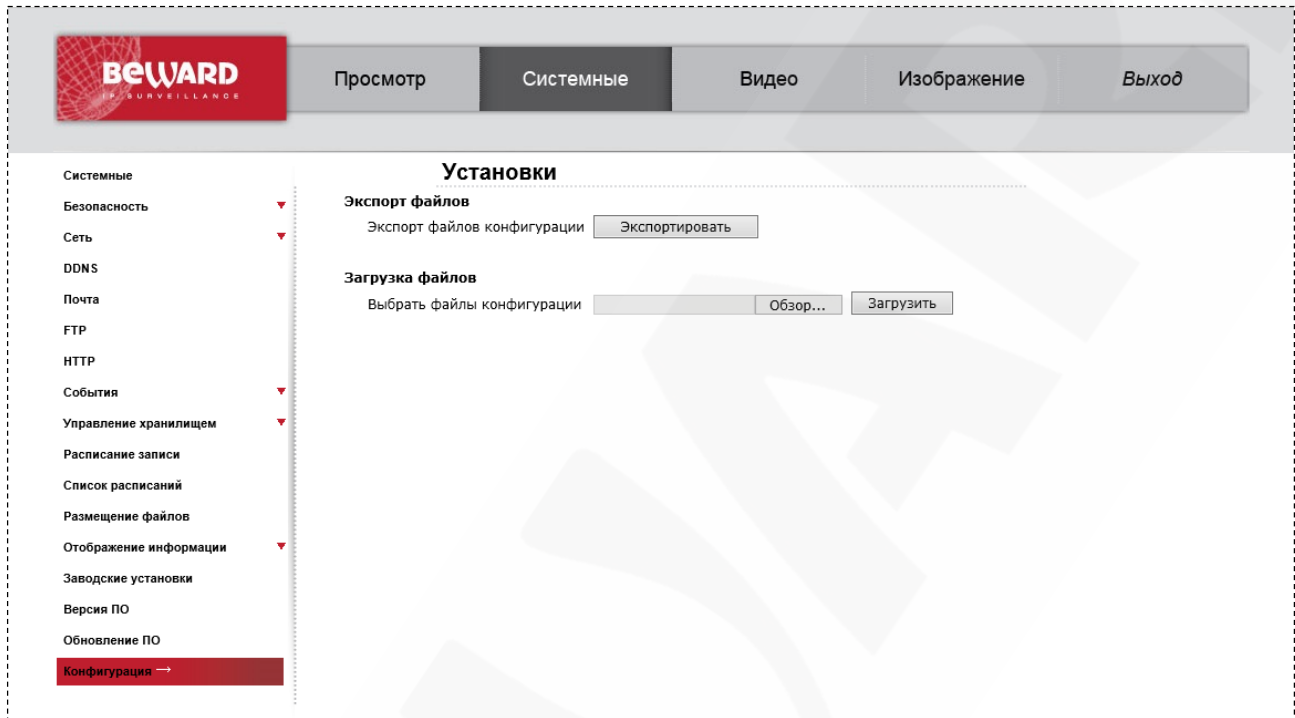 BEWARD
IP SURVEILLANCE
Просмотр Системные Видео Изображение Выход
Системные
Безопасность
Сеть
DDNS
Почта
FTP
HTTP
События
Управление хранилищем
Расписание записи
Список расписаний
Размещение файлов
Отображение информации
Заводские установки
Версия ПО
Обновление ПО
Конфигурация →
Установки
Экспорт файлов
Экспорт файлов конфигурации Экспортировать
Загрузка файлов
Выбрать файлы конфигурации Обзор... Загрузить